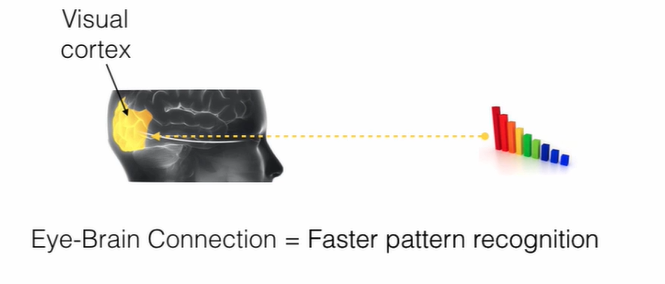 Visual
cortex
Eye-Brain Connection = Faster pattern recognition